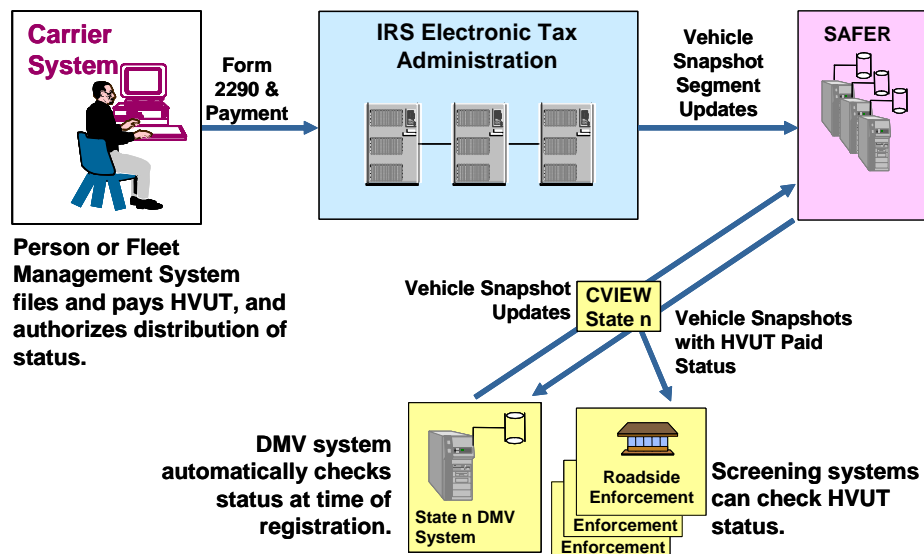 Carrier
System
Form
2290 &
Payment
IRS Electronic Tax
Administration
Vehicle
Snapshot
Segment
Updates
SAFER
Person or Fleet
Management System
files and pays HVUT, and
authorizes distribution of
status.
Vehicle Snapshot
Updates
CVIEW
State n
Vehicle Snapshots
with HVUT Paid
Status
DMV system
automatically checks
status at time of
registration.
State n DMV
System
Roadside
Enforcement
Enforcement
Enforcement
Screening systems
can check HVUT
status.